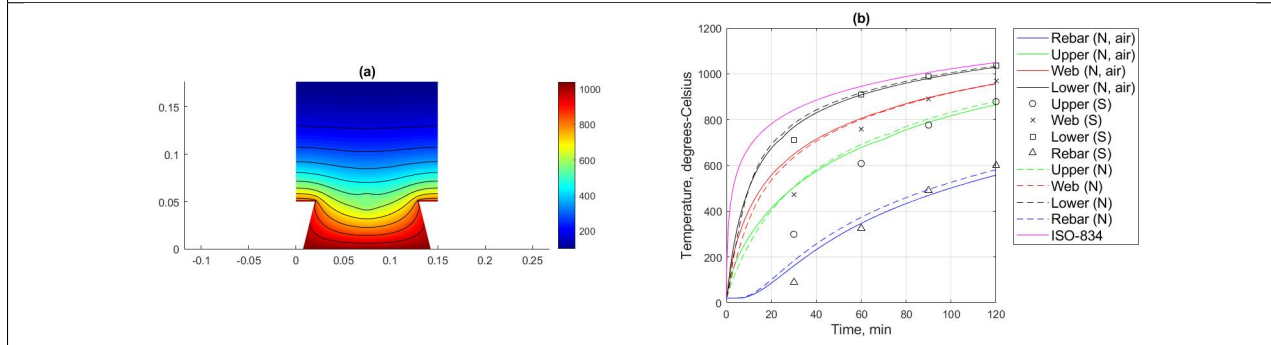 (a)
0.15
0.1
0.05
0
-0.1
-0.05
0
0.05
0.1
0.15
0.2
0.25
1000
800
600
400
200
(b)
1200
1000
800
600
400
200
0
0
20
40
60
80
100
120
Temperature, degrees-Celsius
Time, min
Rebar (N, air)
Upper (N, air)
Web (N, air)
Lower (N, air)
Upper (S)
Web (S)
Lower (S)
Rebar (S)
Upper (N)
Web (N)
Lower (N)
Rebar (N)
ISO-834